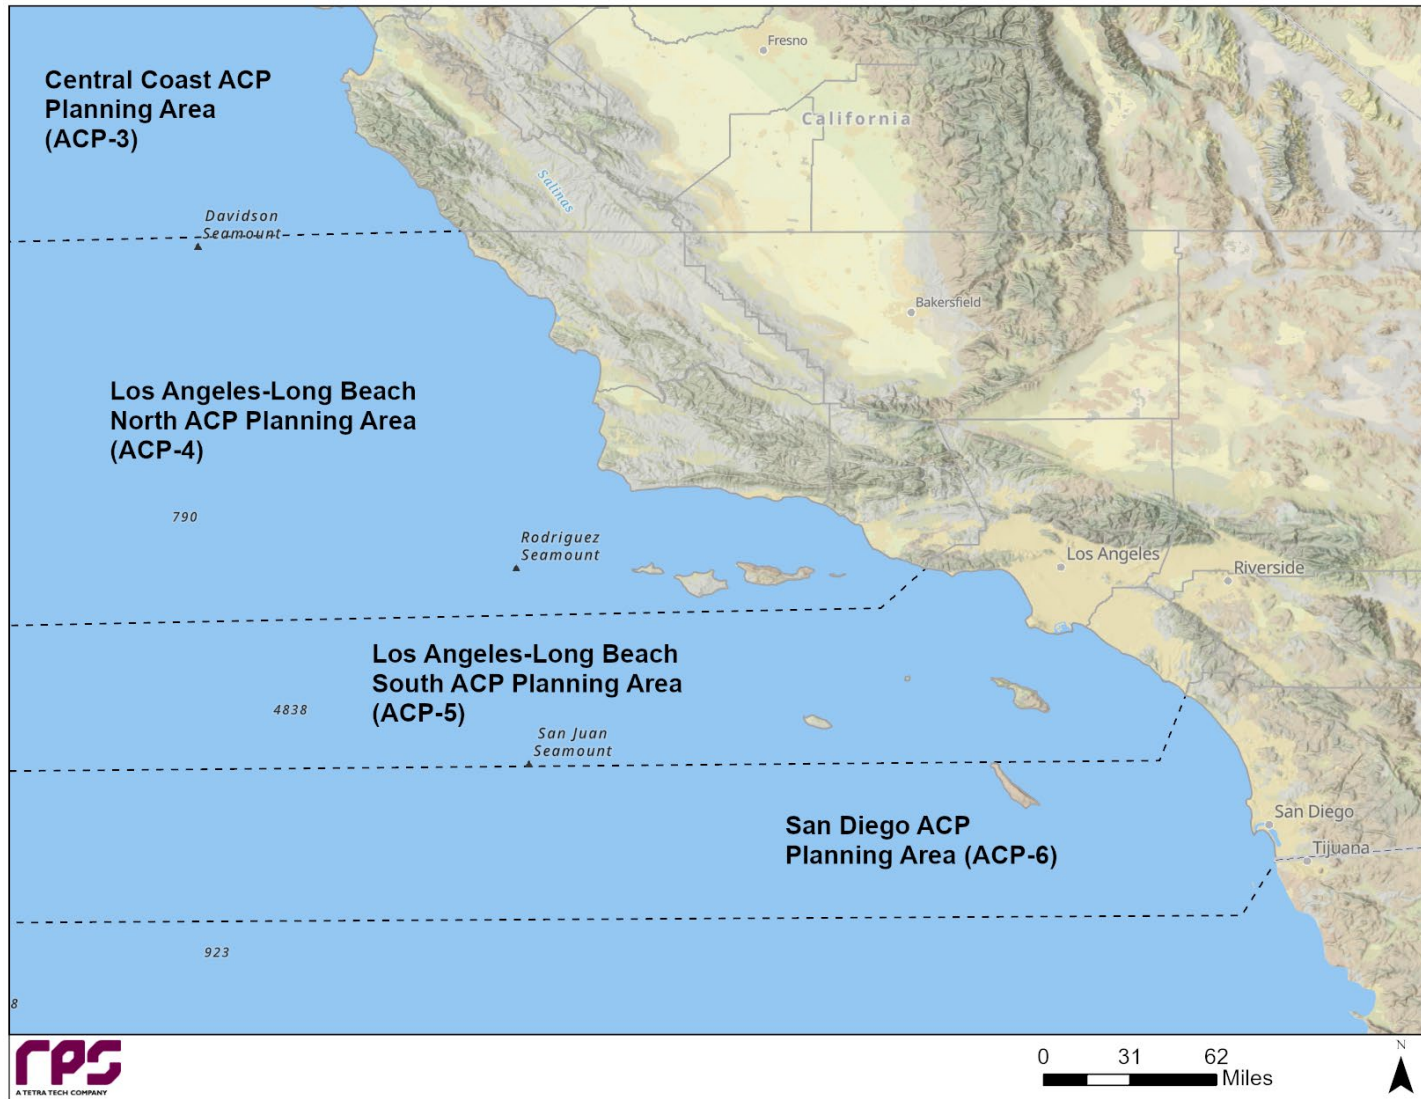 Fresno
Central Coast ACP
Planning Area
(ACP-3)
California
Salinas
Davidson
Seamount
Bakersfield
Los Angeles-Long Beach
North ACP Planning Area
(ACP-4)
790
Rodriguez
Seamount
Los Angeles
Riverside
Los Angeles-Long Beach
South ACP Planning Area
(ACP-5)
4838
San Juan
Seamount
San Diego ACP
Planning Area (ACP-6)
San Diego
Tijuana
923
8
rps
A TETRA TECH COMPANY
0 31 62
Miles
N